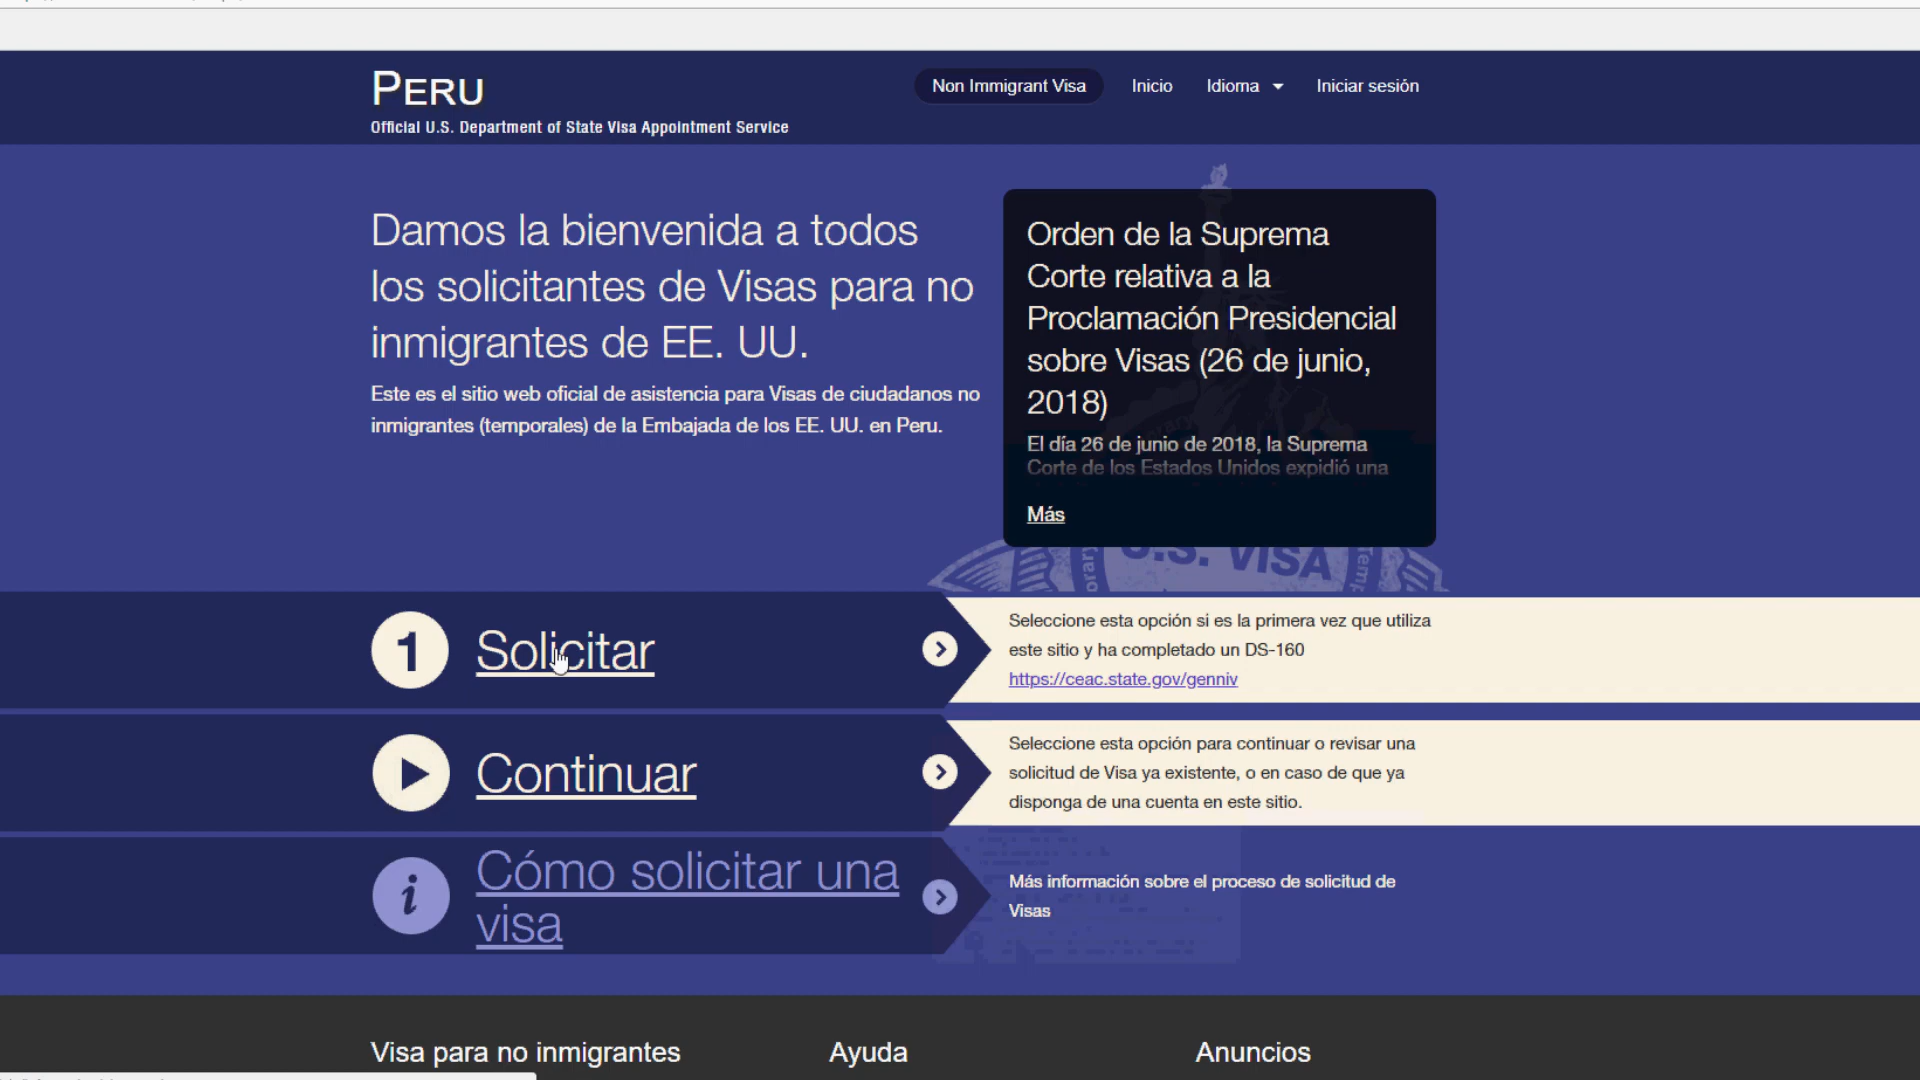 PERU
Official U.S. Department of State Visa Appointment Service
Non Immigrant Visa
Inicio
Idioma
Iniciar sesión
Damos la bienvenida a todos
los solicitantes de Visas para no
inmigrantes de EE. UU.
Este es el sitio web oficial de asistencia para Visas de ciudadanos no
inmigrantes (temporales) de la Embajada de los EE. UU. en Peru.
Orden de la Suprema
Corte relativa a la
Proclamación Presidencial
sobre Visas (26 de junio,
2018)
El día 26 de junio de 2018, la Suprema
Corte de los Estados Unidos expidió una
Más
U.S. VISA
1
Solicitar
Seleccione esta opción si es la primera vez que utiliza
este sitio y ha completado un DS-160
https://ceac.state.gov/genniv
Continuar
Seleccione esta opción para continuar o revisar una
solicitud de Visa ya existente, o en caso de que ya
disponga de una cuenta en este sitio.
i
Cómo solicitar una
visa
Más información sobre el proceso de solicitud de
Visas
Visa para no inmigrantes
Ayuda
Anuncios